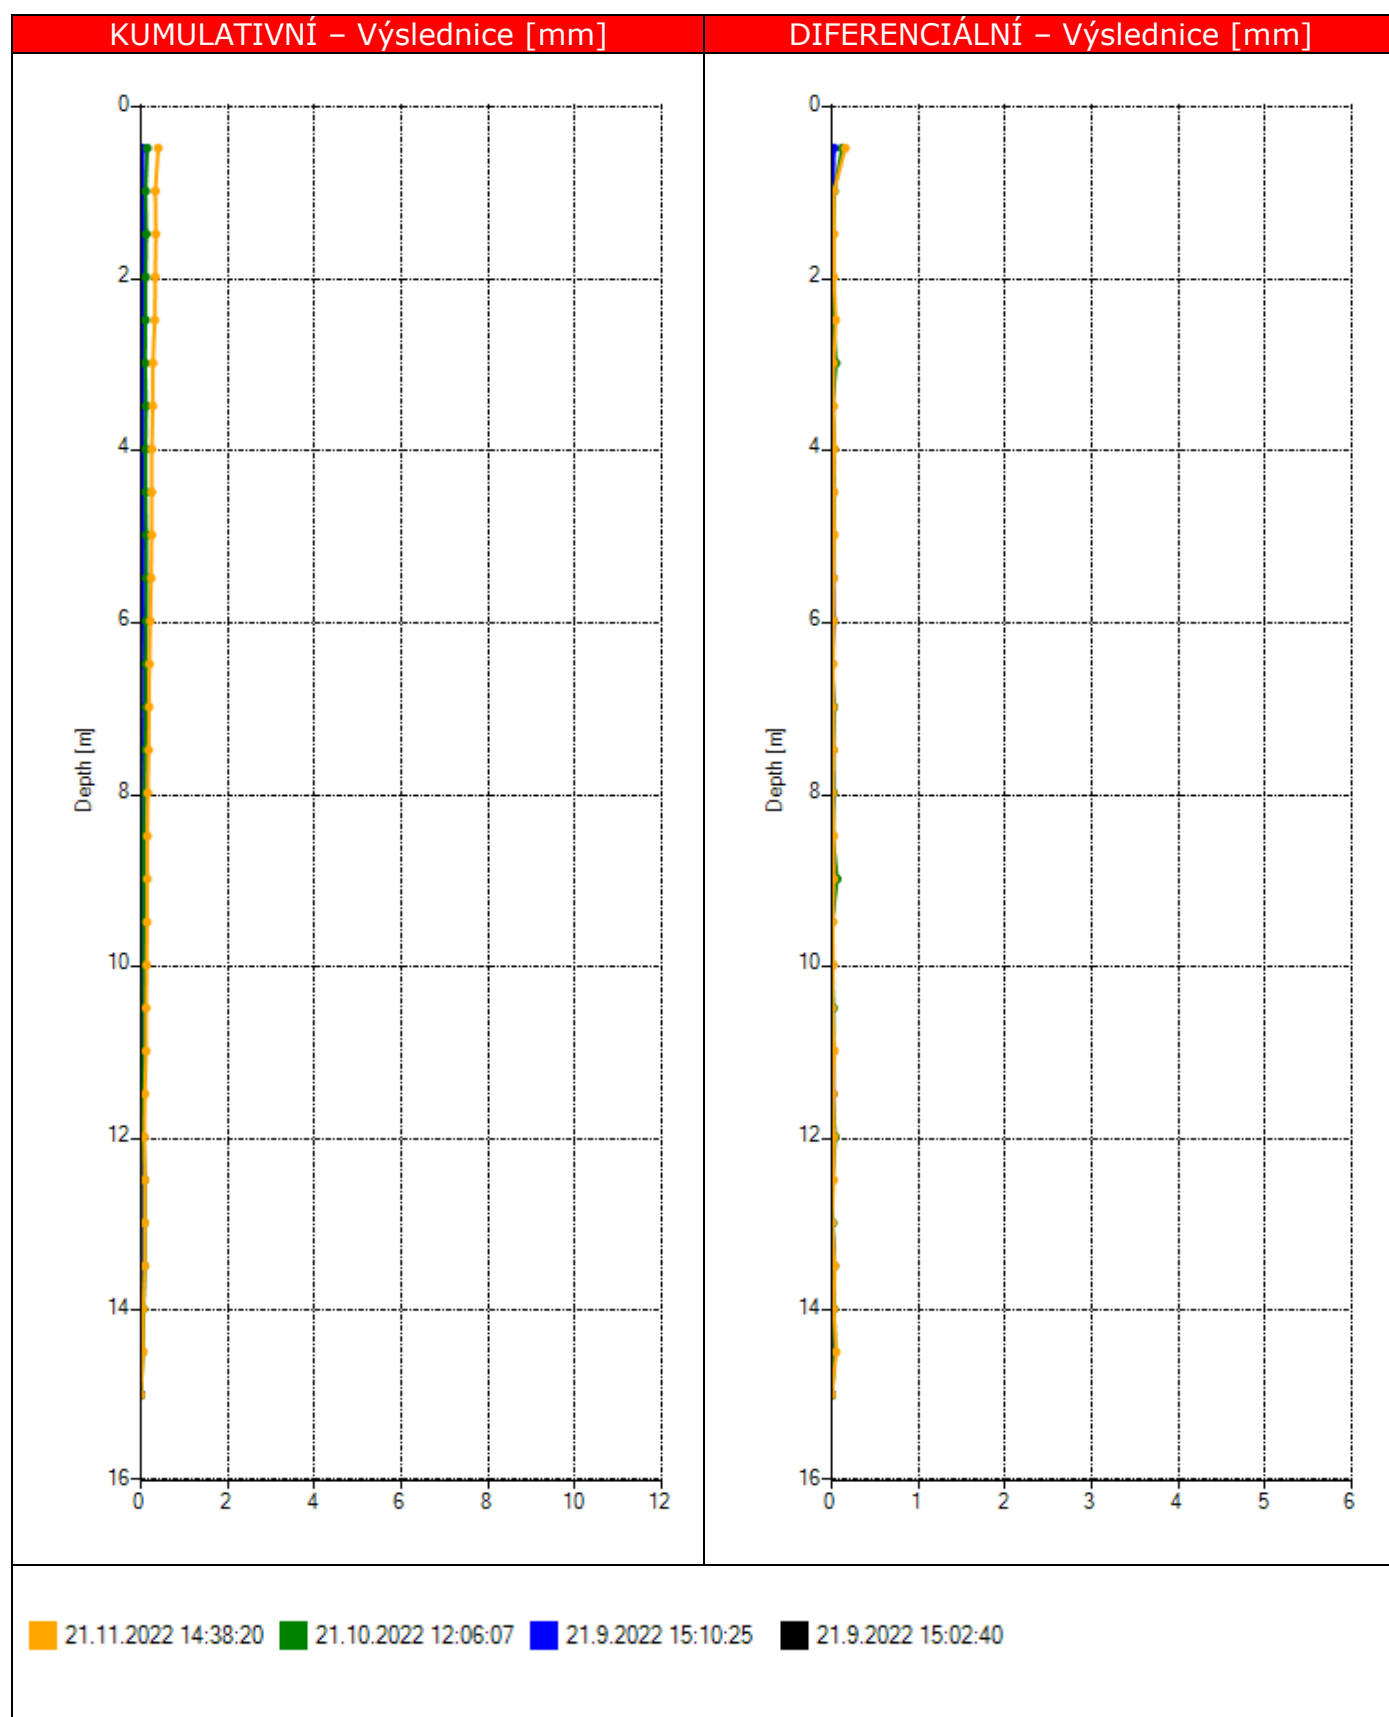 KUMULATIVNÍ – Výslednice [mm]
DIFERENCIÁLNÍ – Výslednice [mm]
0
2
4
6
8
10
12
14
16
Depth [m]
0 2 4 6 8 10 12
0
2
4
6
8
10
12
14
16
Depth [m]
0 1 2 3 4 5 6
21.11.2022 14:38:20 21.10.2022 12:06:07 21.9.2022 15:10:25 21.9.2022 15:02:40